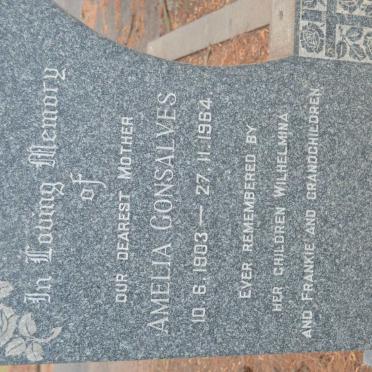 In Loving Memory
of
OUR DEAREST MOTHER
AMELIA GONSALVES
10.6.1903 — 27.11.1964
EVER REMEMBERED BY
HER CHILDREN WILHELMINA
AND FRANKIE AND GRANDCHILDREN